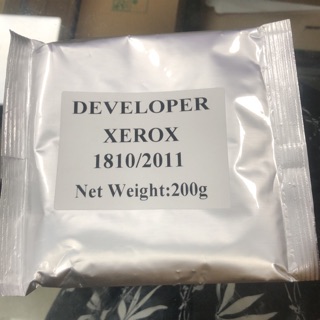 DEVELOPER
XEROX
1810/2011
Net Weight:200g